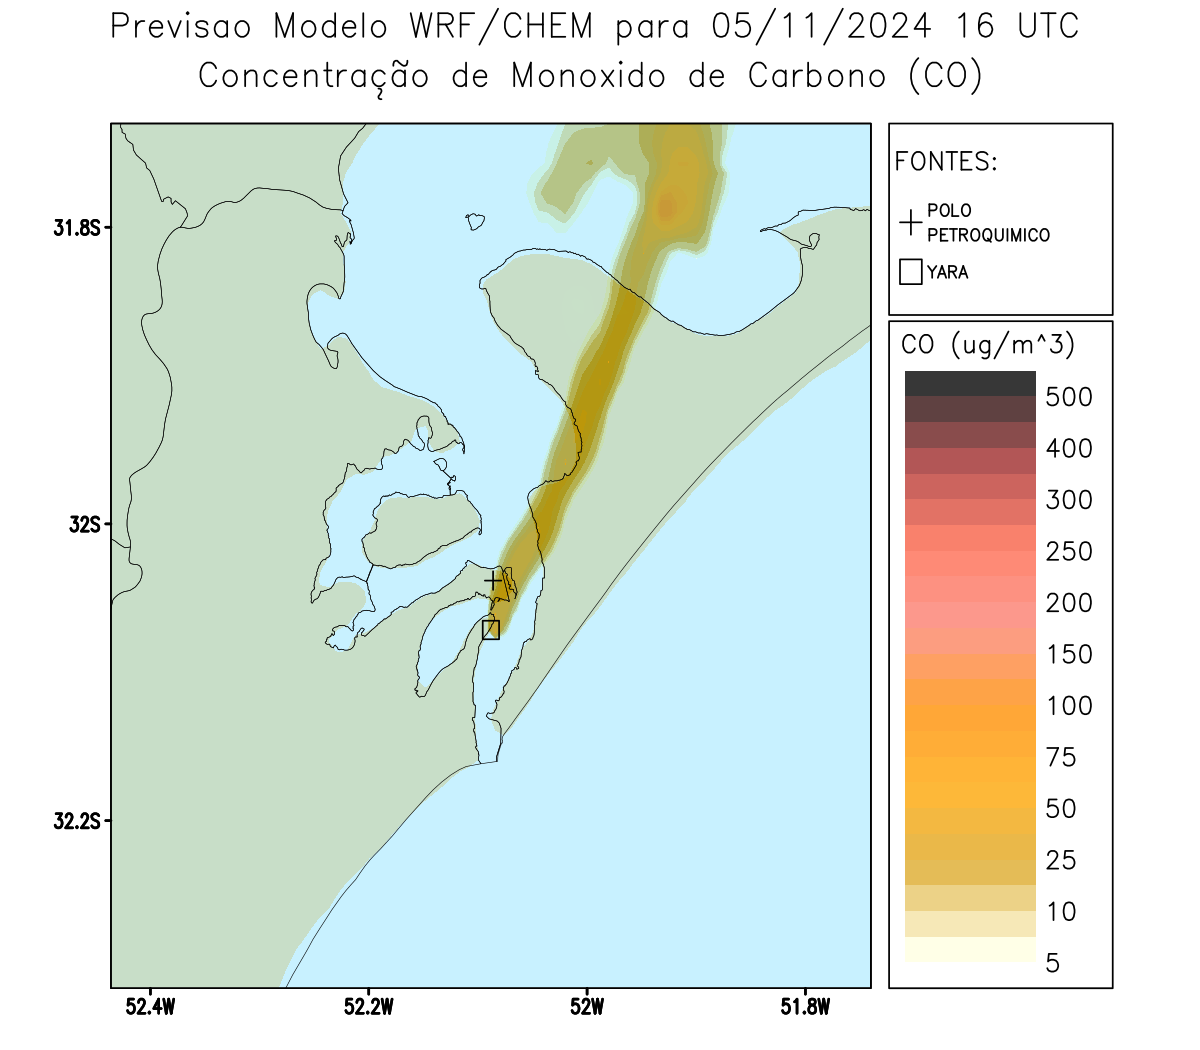 Previsao Modelo WRF/CHEM para 05/11/2024 16 UTC
Concentração de Monoxido de Carbono (CO)
FONTES:
POLO
PETROQUIMICO
YARA
CO (ug/m^3)
500
400
300
250
200
150
100
75
50
25
10
5
31.8S
32S
32.2S
52.4W
52.2W
52W
51.8W